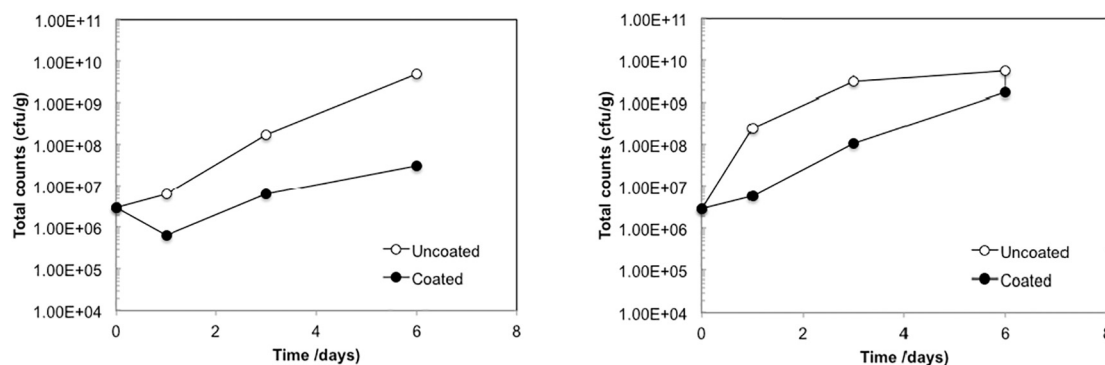 1.00E+11
1.00E+10
1.00E+09
1.00E+08
1.00E+07
1.00E+06
1.00E+05
1.00E+04
Total counts (cfu/g)
Uncoated
Coated
0 2 4 6 8
Time /days)
1.00E+11
1.00E+10
1.00E+09
1.00E+08
1.00E+07
1.00E+06
1.00E+05
1.00E+04
Total counts (cfu/g)
Uncoated
Coated
0 2 4 6 8
Time /days)